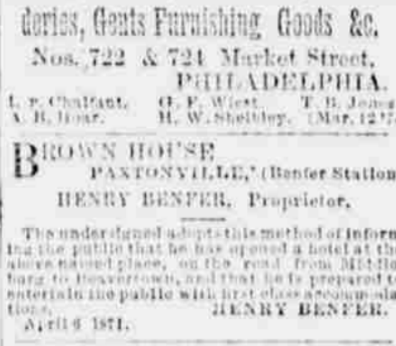 deries, Gents Furnishing Goods &c.
Nos. 722 & 724 Market Street,
PHILADELPHIA.
Chalfant. O. F. Wiest. T. B. Jones
A. B. H. W. (Mar. 12'7
BROWN HOUSE
PAXTONVILLE, (Benfer Station
HENRY BENFER, Proprietor.
The undersigned adopts this method of inform
ing the public that he has opened a hotel at the
above named place, on the road from Middle
burg to Beavertown, and that he is prepared to
entertain the public with first class accommoda
tions. HENRY BENFER.
April 6 1871.